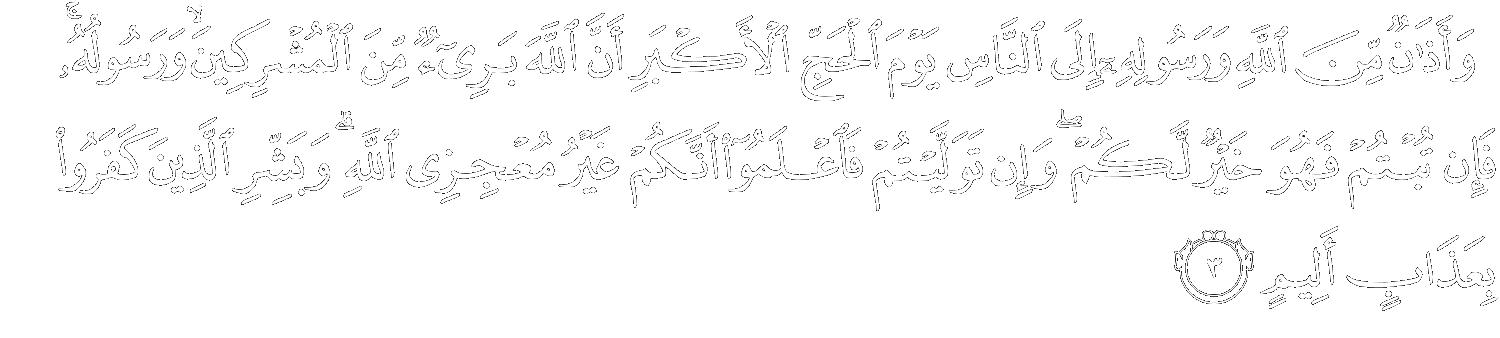 وَأَذَٰنٌ مِّنَ ٱللَّهِ وَرَسُولِهِۦٓ إِلَى ٱلنَّاسِ يَوْمَ ٱلْحَجِّ ٱلْأَكْبَرِ أَنَّ ٱللَّهَ بَرِىٓءٌ مِّنَ ٱلْمُشْرِكِينَ ۙ وَرَسُولُهُۥ ۚ
فَإِن تُبْتُمْ فَهُوَ خَيْرٌ لَّكُمْ ۖ وَإِن تَوَلَّيْتُمْ فَٱعْلَمُوٓا۟ أَنَّكُمْ غَيْرُ مُعْجِزِى ٱللَّهِ ۗ وَبَشِّرِ ٱلَّذِينَ كَفَرُوا۟
بِعَذَابٍ أَلِيمٍ ٣